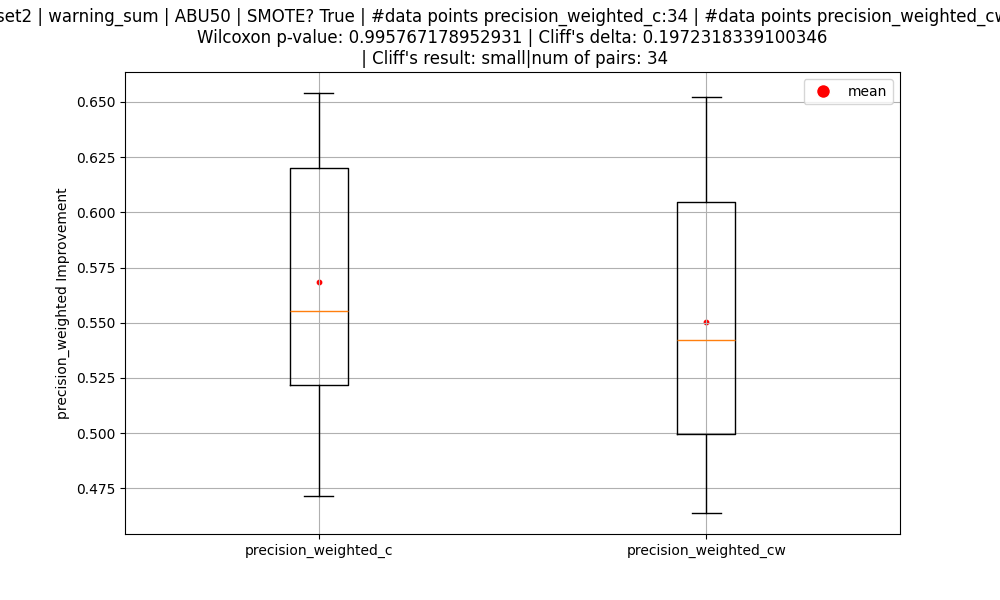 set2 | warning_sum | ABU50 | SMOTE? True | #data points precision_weighted_c:34 | #data points precision_weighted_cw
Wilcoxon p-value: 0.995767178952931 | Cliff's delta: 0.1972318339100346
| Cliff's result: small|num of pairs: 34
mean
0.650
0.625
0.600
0.575
0.550
0.525
0.500
0.475
precision_weighted Improvement
precision_weighted_c
precision_weighted_cw